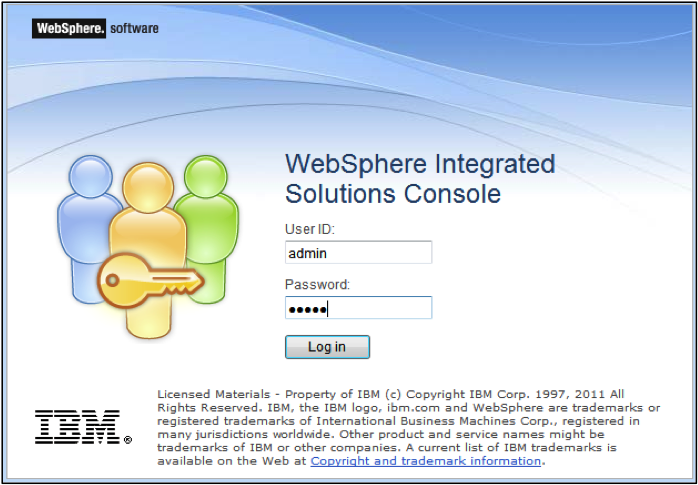 WebSphere. software
WebSphere Integrated
Solutions Console
User ID:
admin
Password:
•••••
Log in
Licensed Materials - Property of IBM (c) Copyright IBM Corp. 1997, 2011 All
Rights Reserved. IBM, the IBM logo, ibm.com and WebSphere are trademarks or
registered trademarks of International Business Machines Corp., registered in
many jurisdictions worldwide. Other product and service names might be
trademarks of IBM or other companies. A current list of IBM trademarks is
available on the Web at Copyright and trademark information.
IBM®